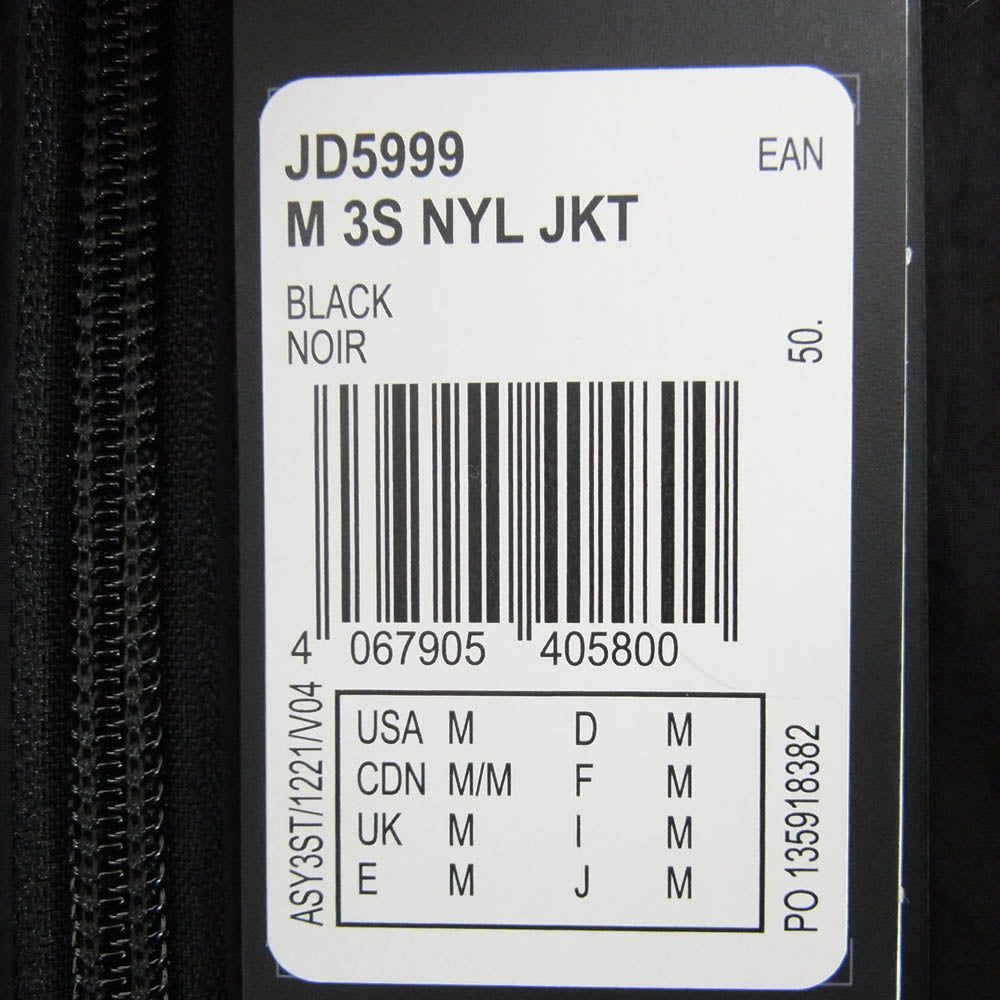 JD5999
EAN
M 3S NYL JKT
BLACK
NOIR
50.
4 067905 405800
ASY3ST/1221/V04
USA M D M
CDN M/M F M
UK M I M
E M J M
PO 135918382